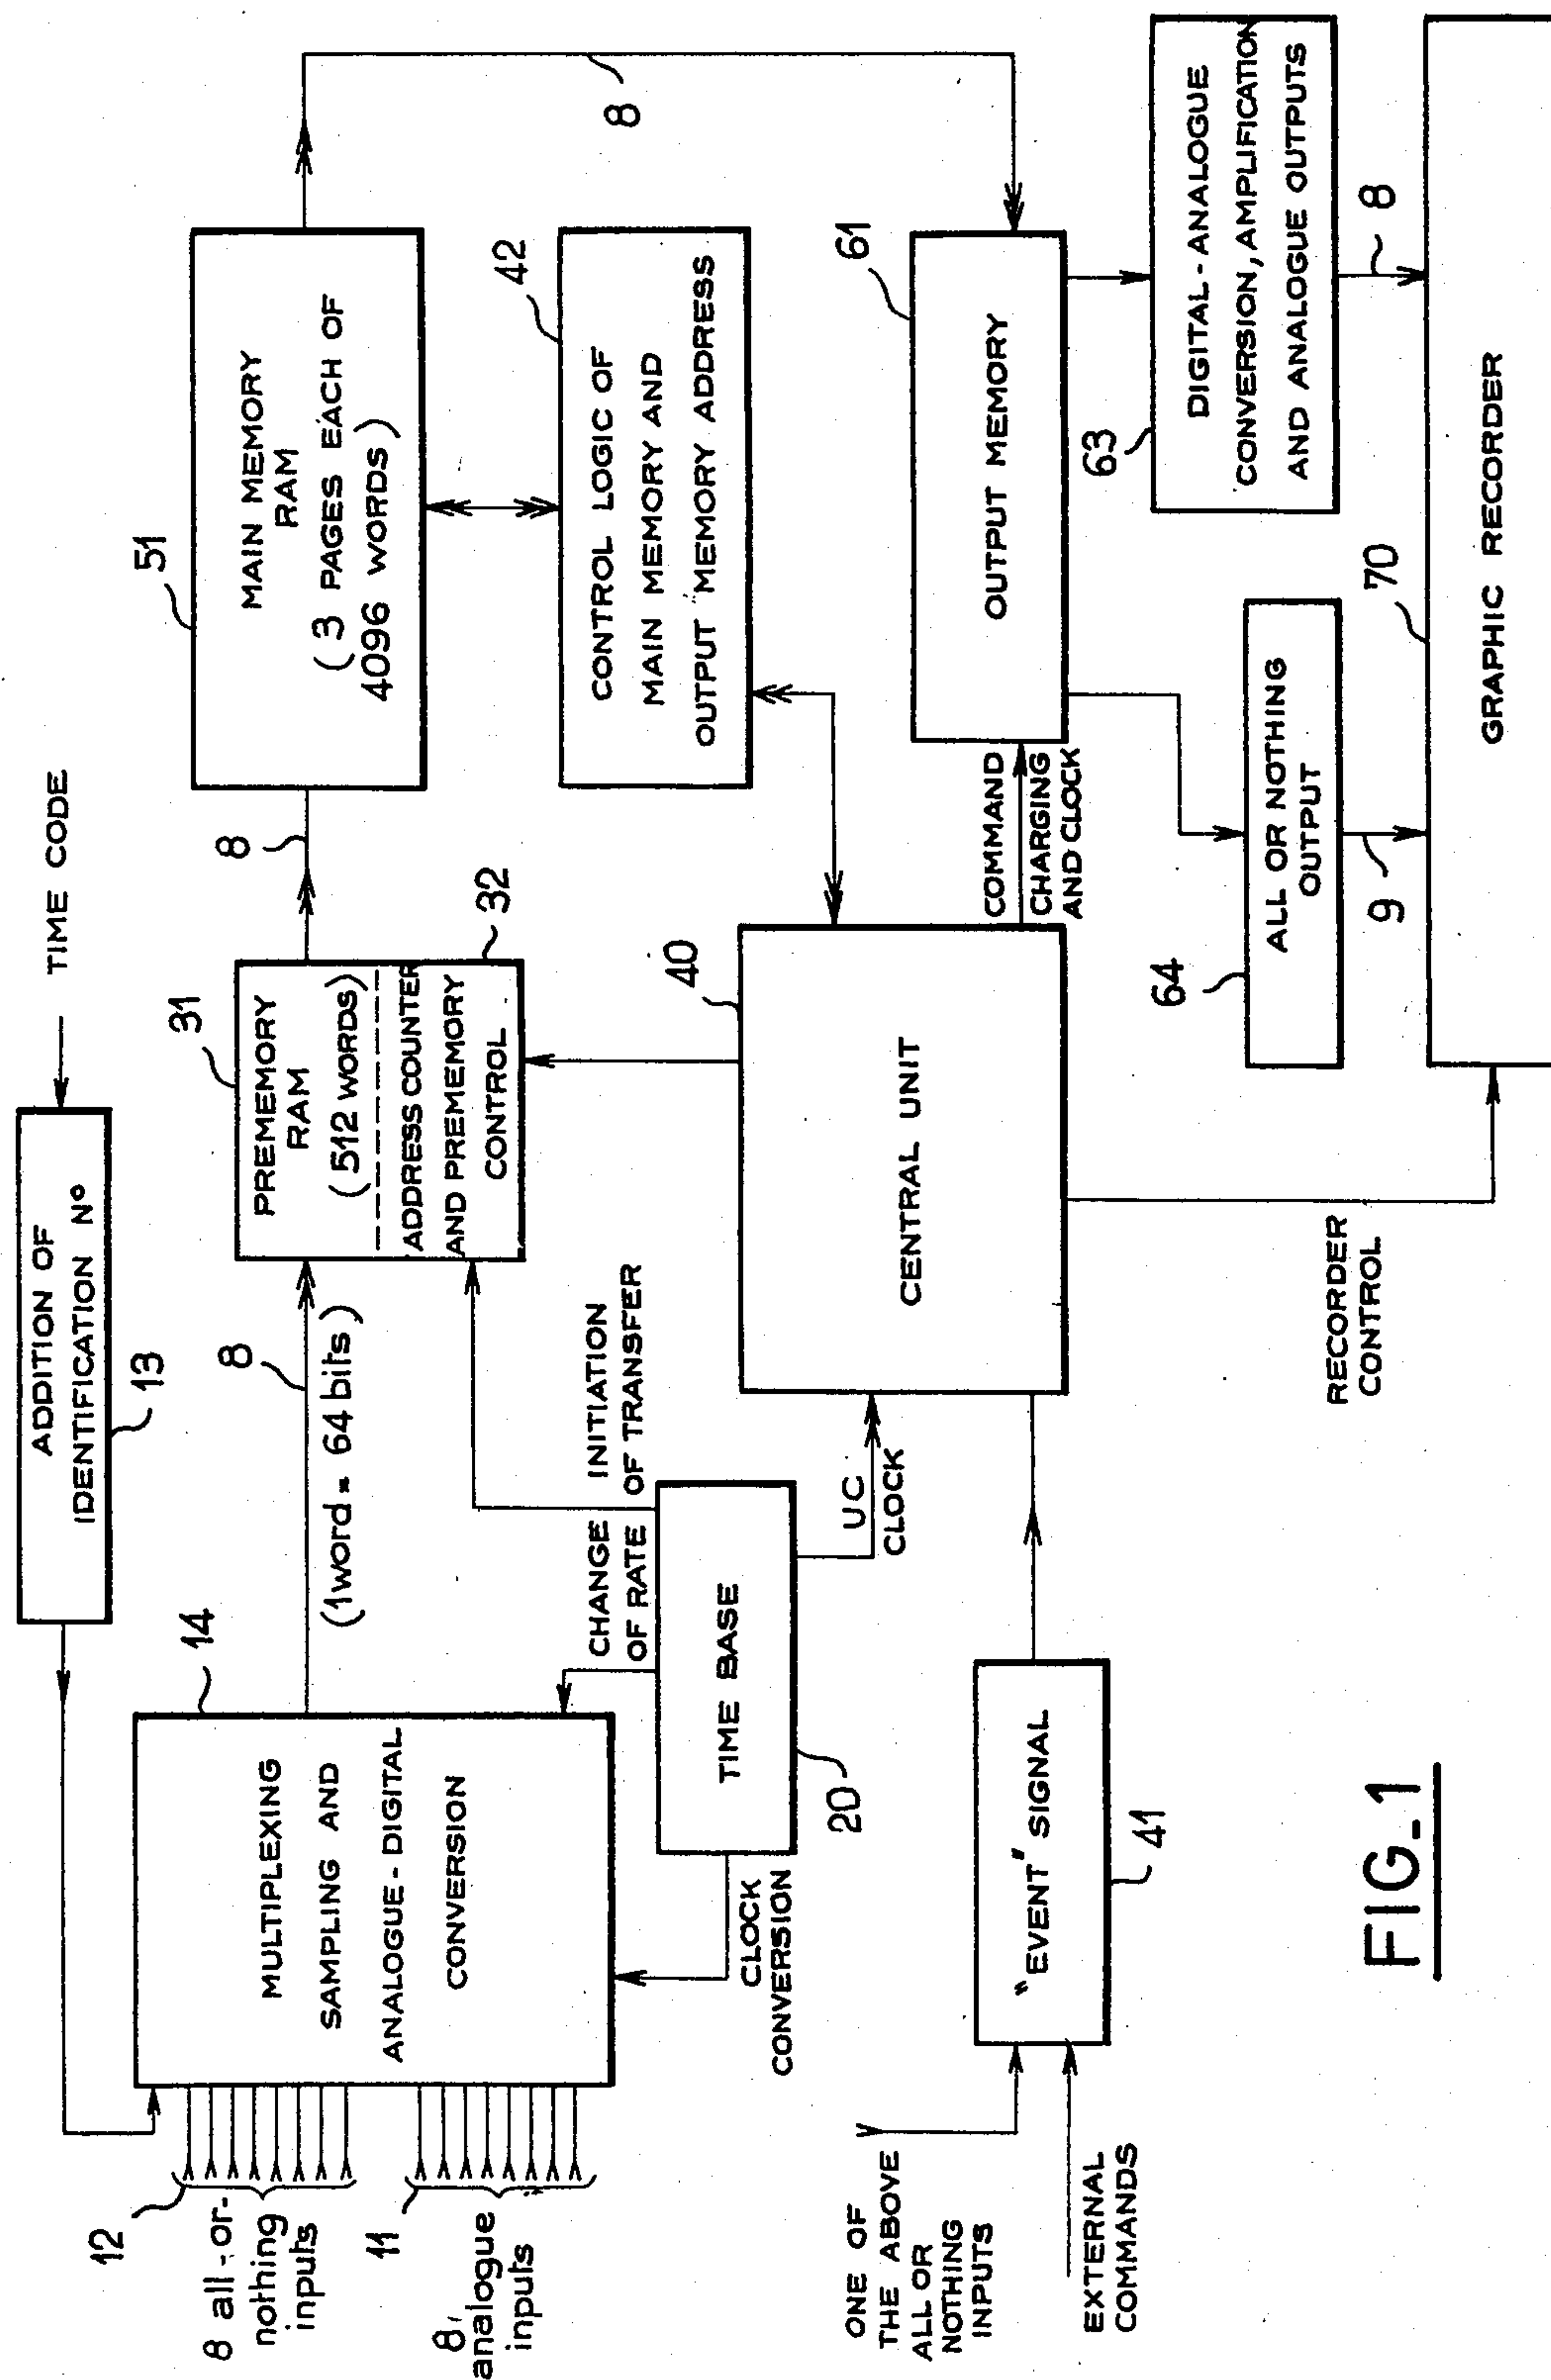 TIME CODE
ADDITION OF
IDENTIFICATION Nº
13
12
8 all-or-
nothing
inputs
11
8
analogue
inputs
14
MULTIPLEXING
SAMPLING AND
ANALOGUE-DIGITAL
CONVERSION
8
(1word = 64 bits)
31
PREMEMORY
RAM
(512 WORDS)
ADDRESS COUNTER
AND PREMEMORY
CONTROL
32
8
51
MAIN MEMORY
RAM
(3 PAGES EACH OF
4096 WORDS)
8
42
CONTROL LOGIC OF
MAIN MEMORY AND
OUTPUT MEMORY ADDRESS
CHANGE
OF RATE
INITIATION
OF TRANSFER
TIME BASE
20
CLOCK
CONVERSION
UC
CLOCK
40
CENTRAL UNIT
COMMAND
CHARGING
AND CLOCK
61
OUTPUT MEMORY
ONE OF
THE ABOVE
ALL OR
NOTHING
INPUTS
EXTERNAL
COMMANDS
"EVENT" SIGNAL
41
RECORDER
CONTROL
64
ALL OR NOTHING
OUTPUT
9
63
DIGITAL-ANALOGUE
CONVERSION, AMPLIFICATION
AND ANALOGUE OUTPUTS
8
70
GRAPHIC RECORDER
FIG_1